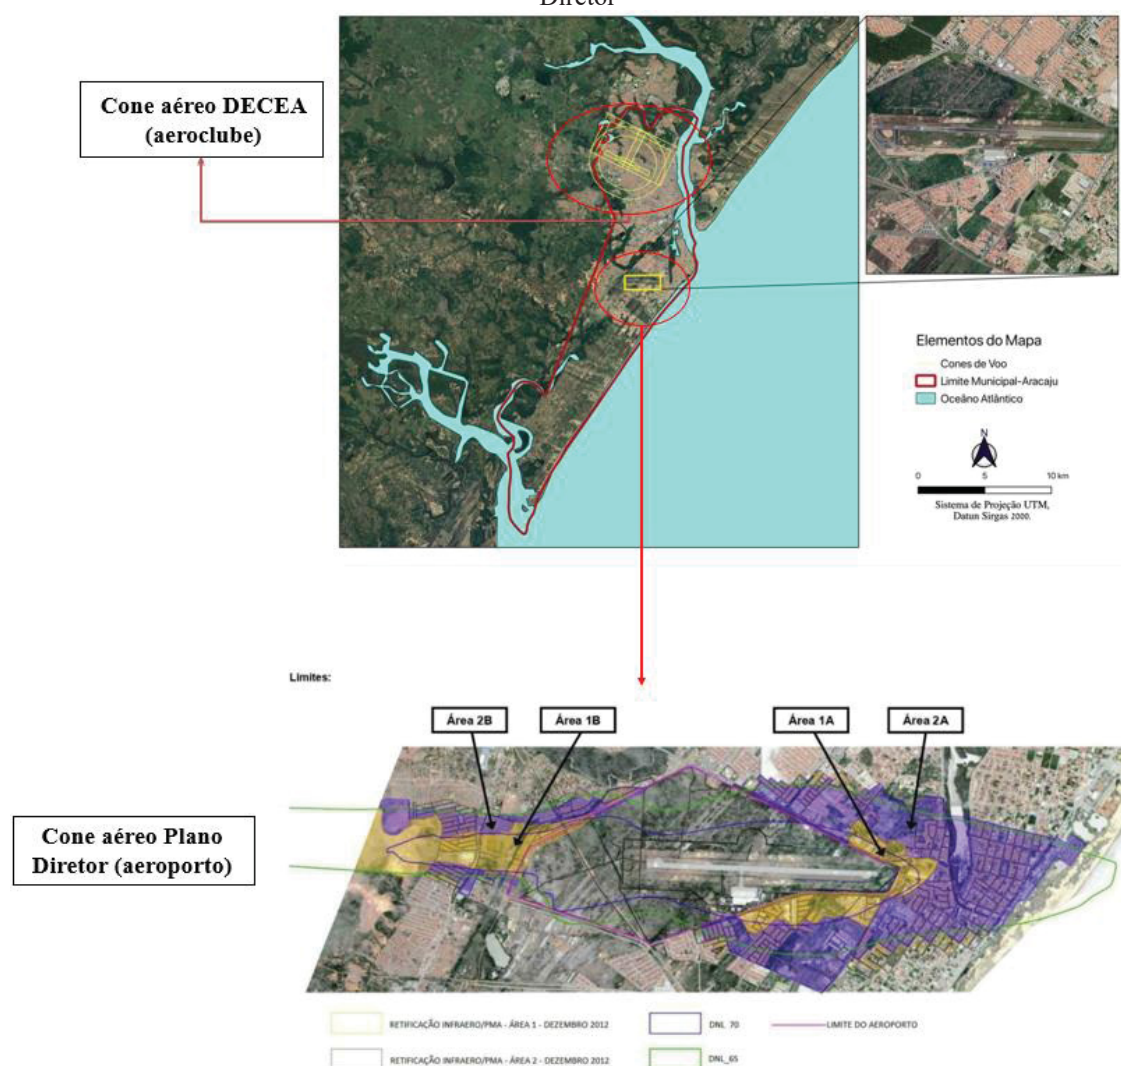 Diretor
Cone aéreo DECEA
(aeroclube)
Elementos do Mapa
Cones de Voo
Limite Municipal-Aracaju
Oceâno Atlântico
N
0 5 10 km
Sistema de Projeção UTM,
Datun Sirgas 2000.
Limites:
Área 2B
Área 1B
Área 1A
Área 2A
Cone aéreo Plano
Diretor (aeroporto)
RETIFICAÇÃO INFRAERO/PMA - ÁREA 1 - DEZEMBRO 2012
DNL 70
LIMITE DO AEROPORTO
RETIFICAÇÃO INFRAERO/PMA - ÁREA 2 - DEZEMBRO 2012
DNL_65